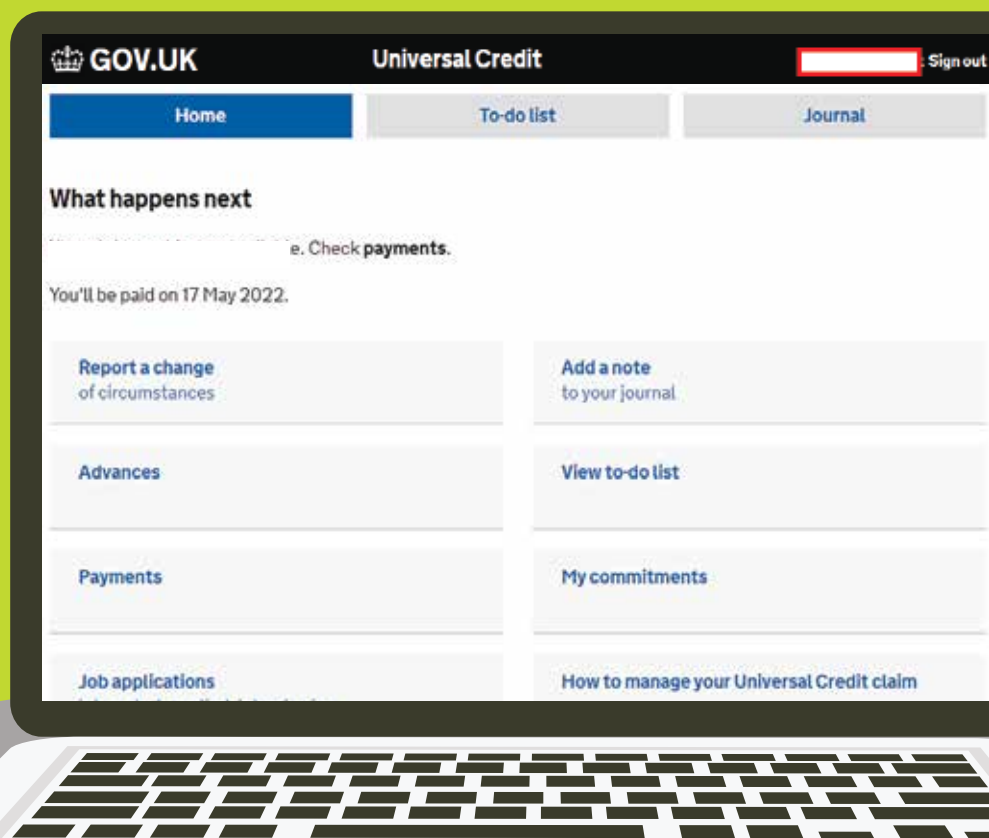 GOV.UK Universal Credit Sign out
Home To-do list Journal
What happens next
e. Check payments.
You'll be paid on 17 May 2022.
Report a change Add a note
of circumstances to your journal
Advances View to-do list
Payments My commitments
Job applications How to manage your Universal Credit claim